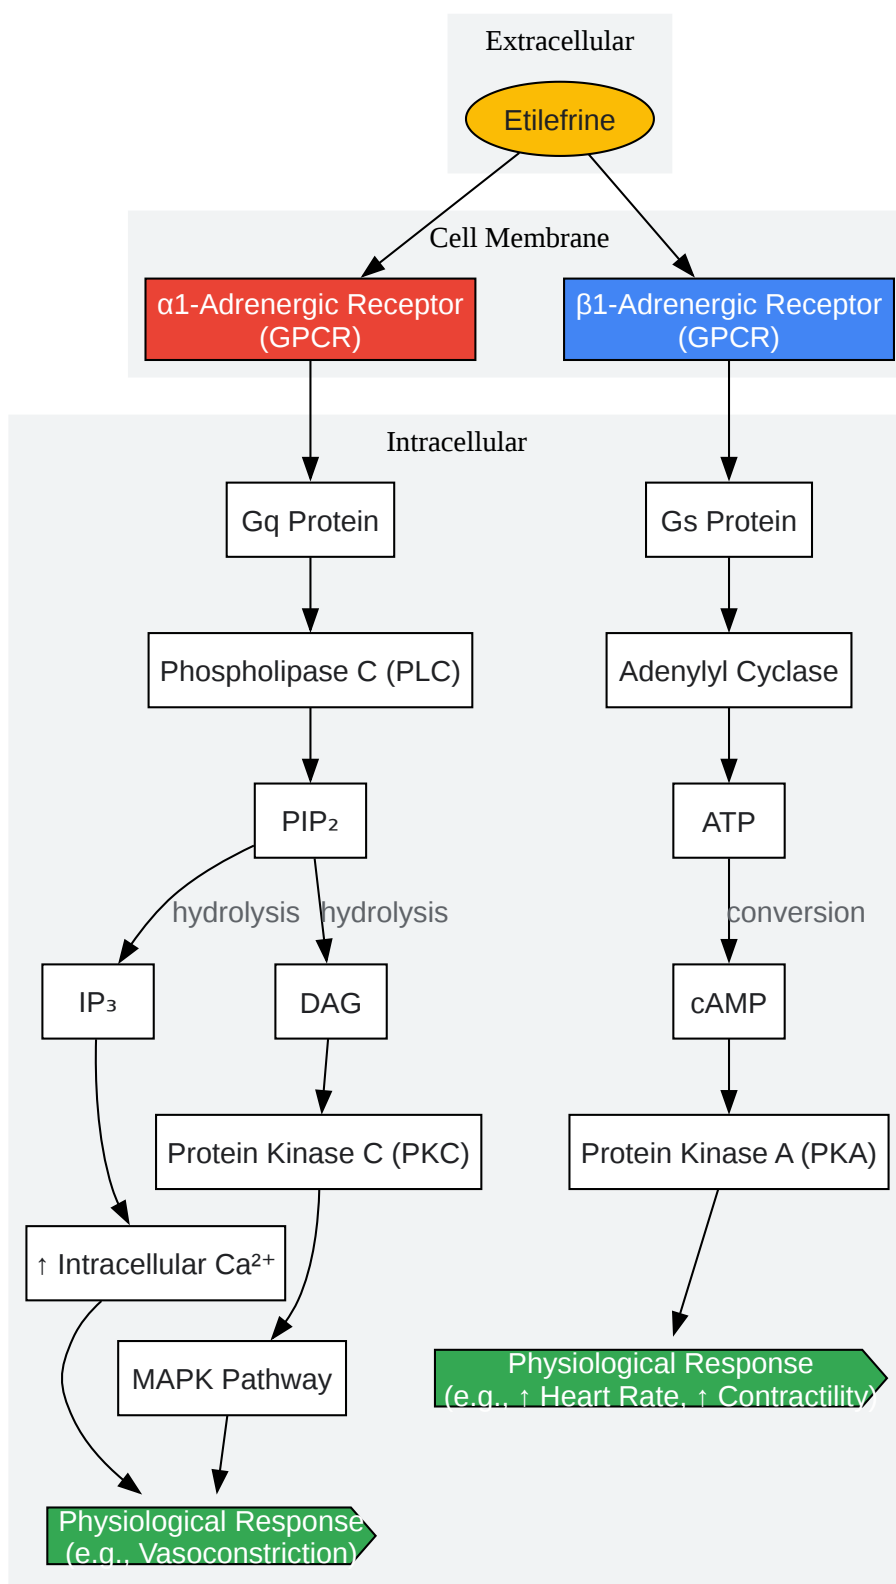 Extracellular
Etilefrine
Cell Membrane
α1-Adrenergic Receptor
(GPCR)
β1-Adrenergic Receptor
(GPCR)
Intracellular
Gq Protein
Gs Protein
Phospholipase C (PLC)
Adenylyl Cyclase
PIP₂
ATP
hydrolysis
hydrolysis
conversion
IP₃
DAG
cAMP
Protein Kinase C (PKC)
Protein Kinase A (PKA)
↑ Intracellular Ca²⁺
MAPK Pathway
Physiological Response
(e.g., ↑ Heart Rate, ↑ Contractility)
Physiological Response
(e.g., Vasoconstriction)